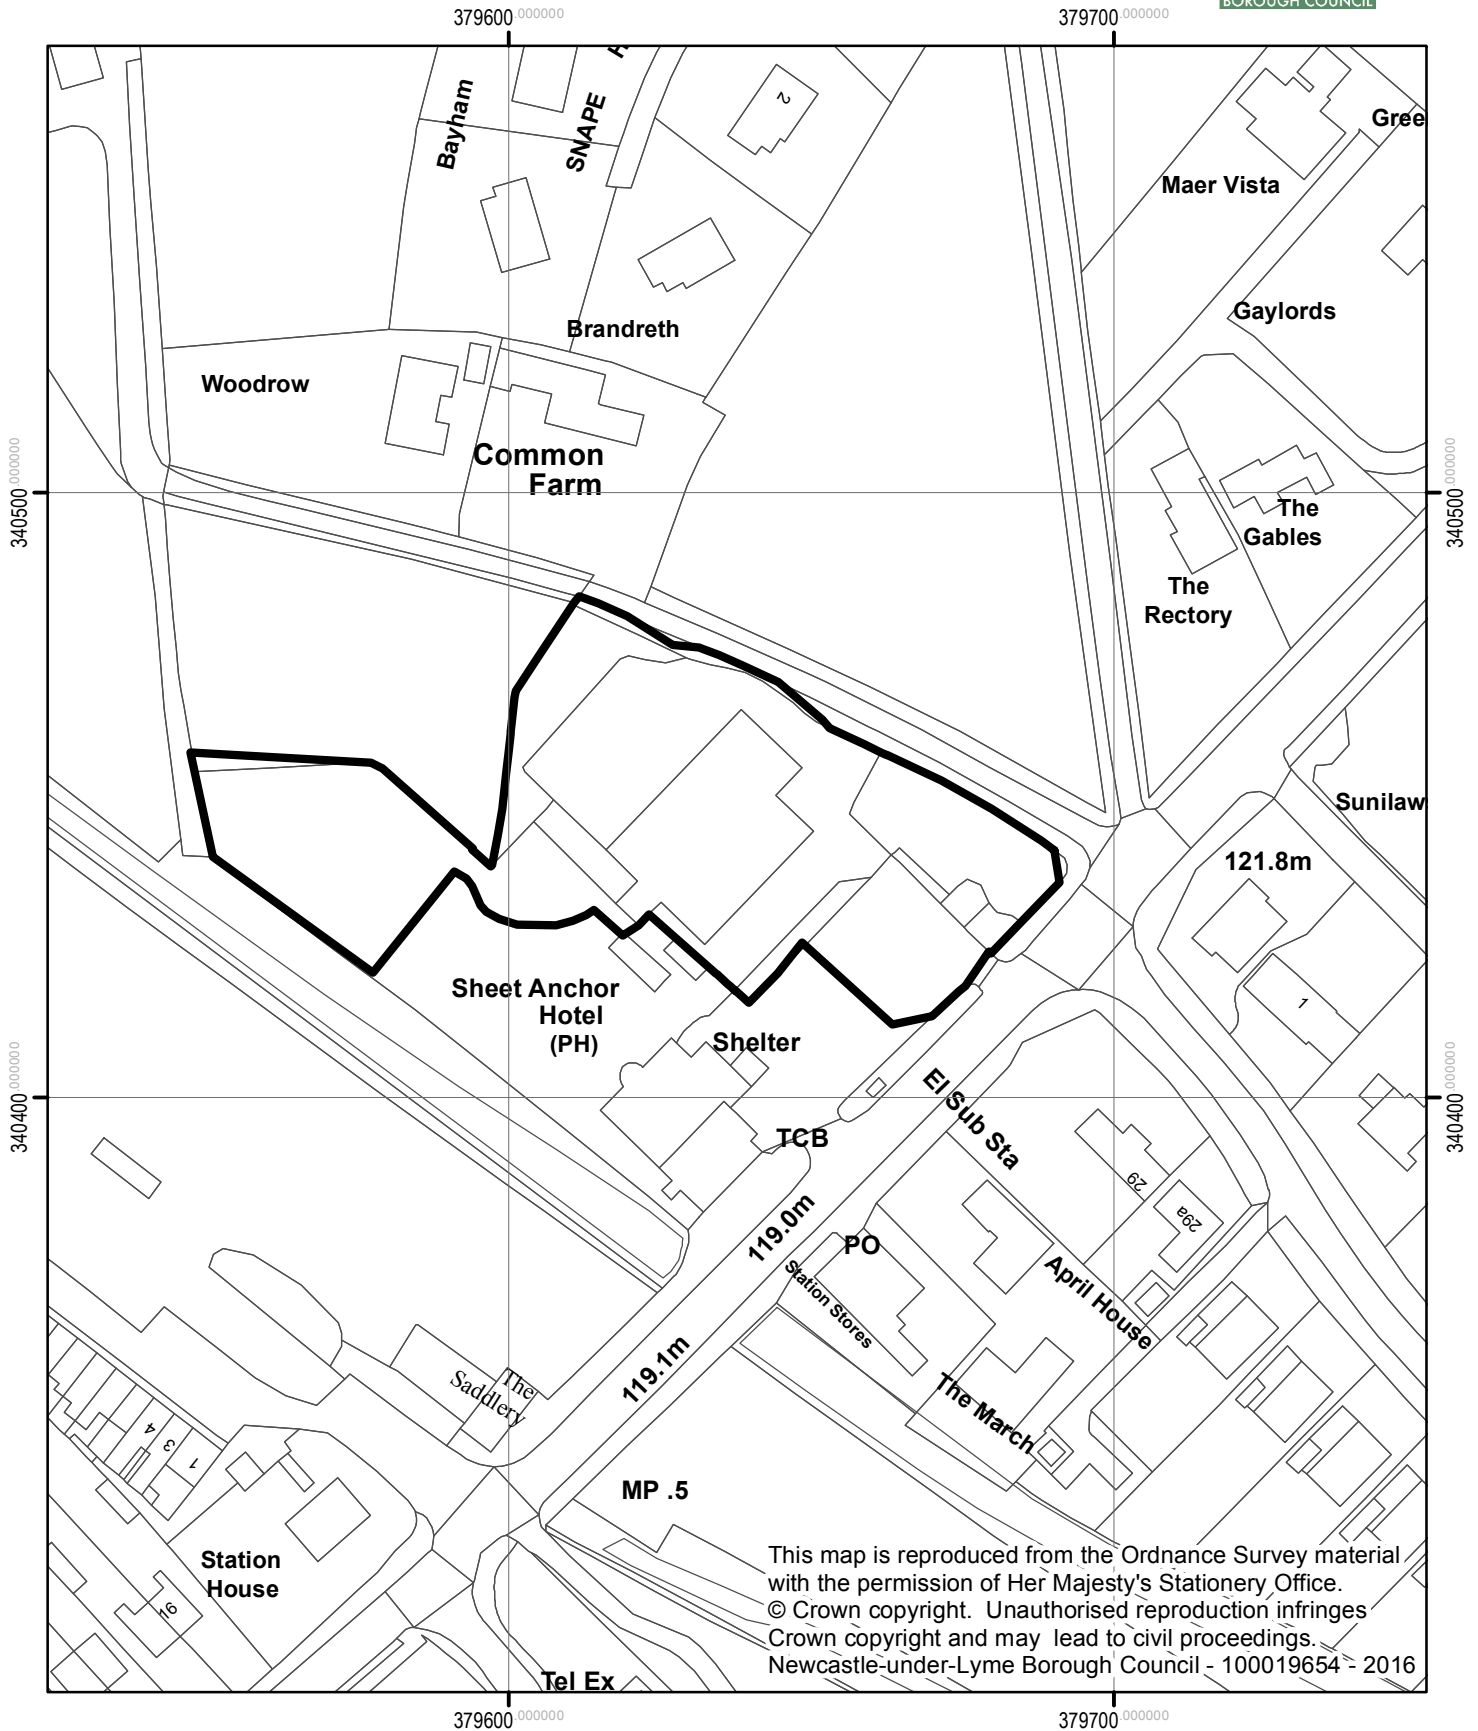 BOROUGH COUNCIL
379600.000000
379700.000000
Bayham
SNAPE
2
Gree
Maer Vista
Gaylords
Brandreth
Woodrow
Common
Farm
340500.000000
340500.000000
The
Gables
The
Rectory
Sunilaw
121.8m
Sheet Anchor
Hotel
(PH)
1
Shelter
El Sub Sta
340400.000000
340400.000000
TCB
29
29a
119.0m
PO
Station Stores
April House
119.1m
The
Saddlery
The March
4
3
1
MP .5
Station
House
16
This map is reproduced from the Ordnance Survey material
with the permission of Her Majesty's Stationery Office.
© Crown copyright. Unauthorised reproduction infringes
Crown copyright and may lead to civil proceedings.
Newcastle-under-Lyme Borough Council - 100019654 - 2016
Tel Ex
379600.000000
379700.000000